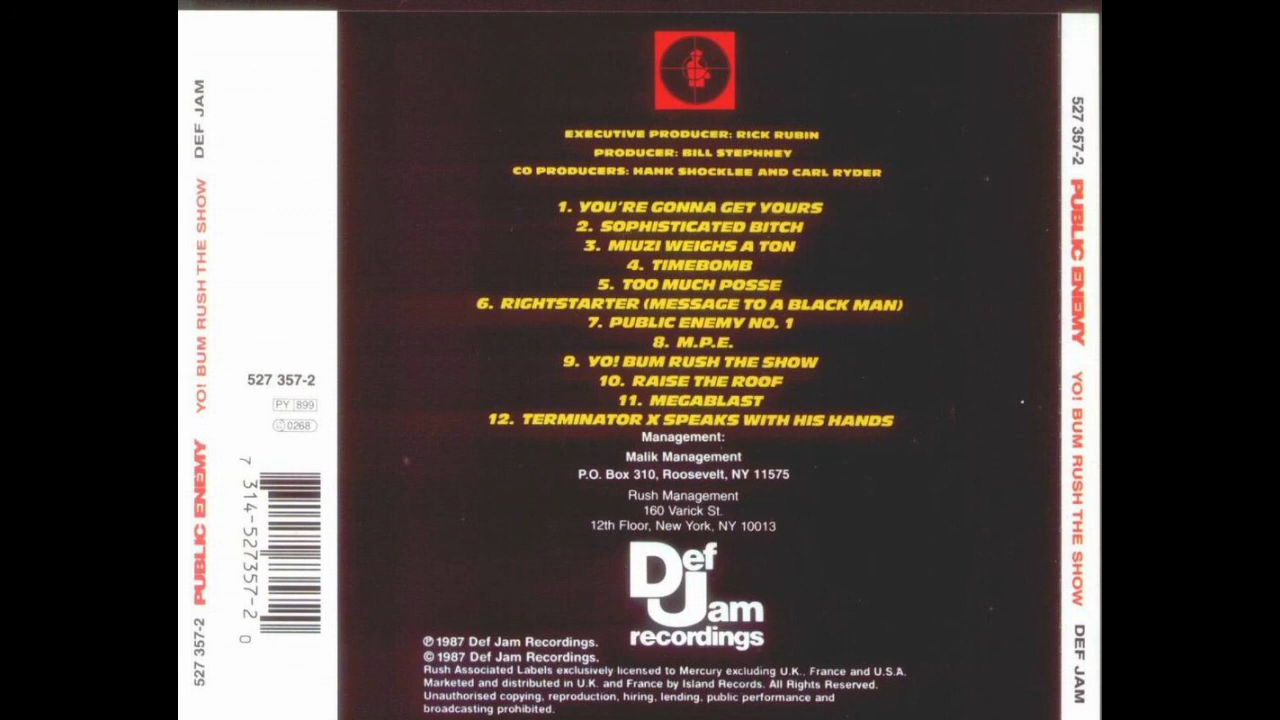 527 357-2 PUBLIC ENEMY YO! BUM RUSH THE SHOW DEF JAM
527 357-2
PY 899
0268
7 314-527357-2 0
EXECUTIVE PRODUCER: RICK RUBIN
PRODUCER: BILL STEPHNEY
CO PRODUCERS: HANK SHOCKLEE AND CARL RYDER
1. YOU'RE GONNA GET YOURS
2. SOPHISTICATED BITCH
3. MIUZI WEIGHS A TON
4. TIMEBOMB
5. TOO MUCH POSSE
6. RIGHTSTARTER (MESSAGE TO A BLACK MAN)
7. PUBLIC ENEMY NO. 1
8. M.P.E.
9. YO! BUM RUSH THE SHOW
10. RAISE THE ROOF
11. MEGABLAST
12. TERMINATOR X SPEAKS WITH HIS HANDS
Management:
Malik Management
P.O. Box 310, Roosevelt, NY 11575
Rush Management
160 Varick St.
12th Floor, New York, NY 10013
Def
Jam
recordings
℗ 1987 Def Jam Recordings.
© 1987 Def Jam Recordings.
Rush Associated Labels exclusively licensed to Mercury excluding U.K., France and U.S.A.
Marketed and distributed in U.K. and France by Island Records. All Rights Reserved.
Unauthorised copying, reproduction, hiring, lending, public performance and
broadcasting prohibited.
527 357-2 PUBLIC ENEMY YO! BUM RUSH THE SHOW DEF JAM